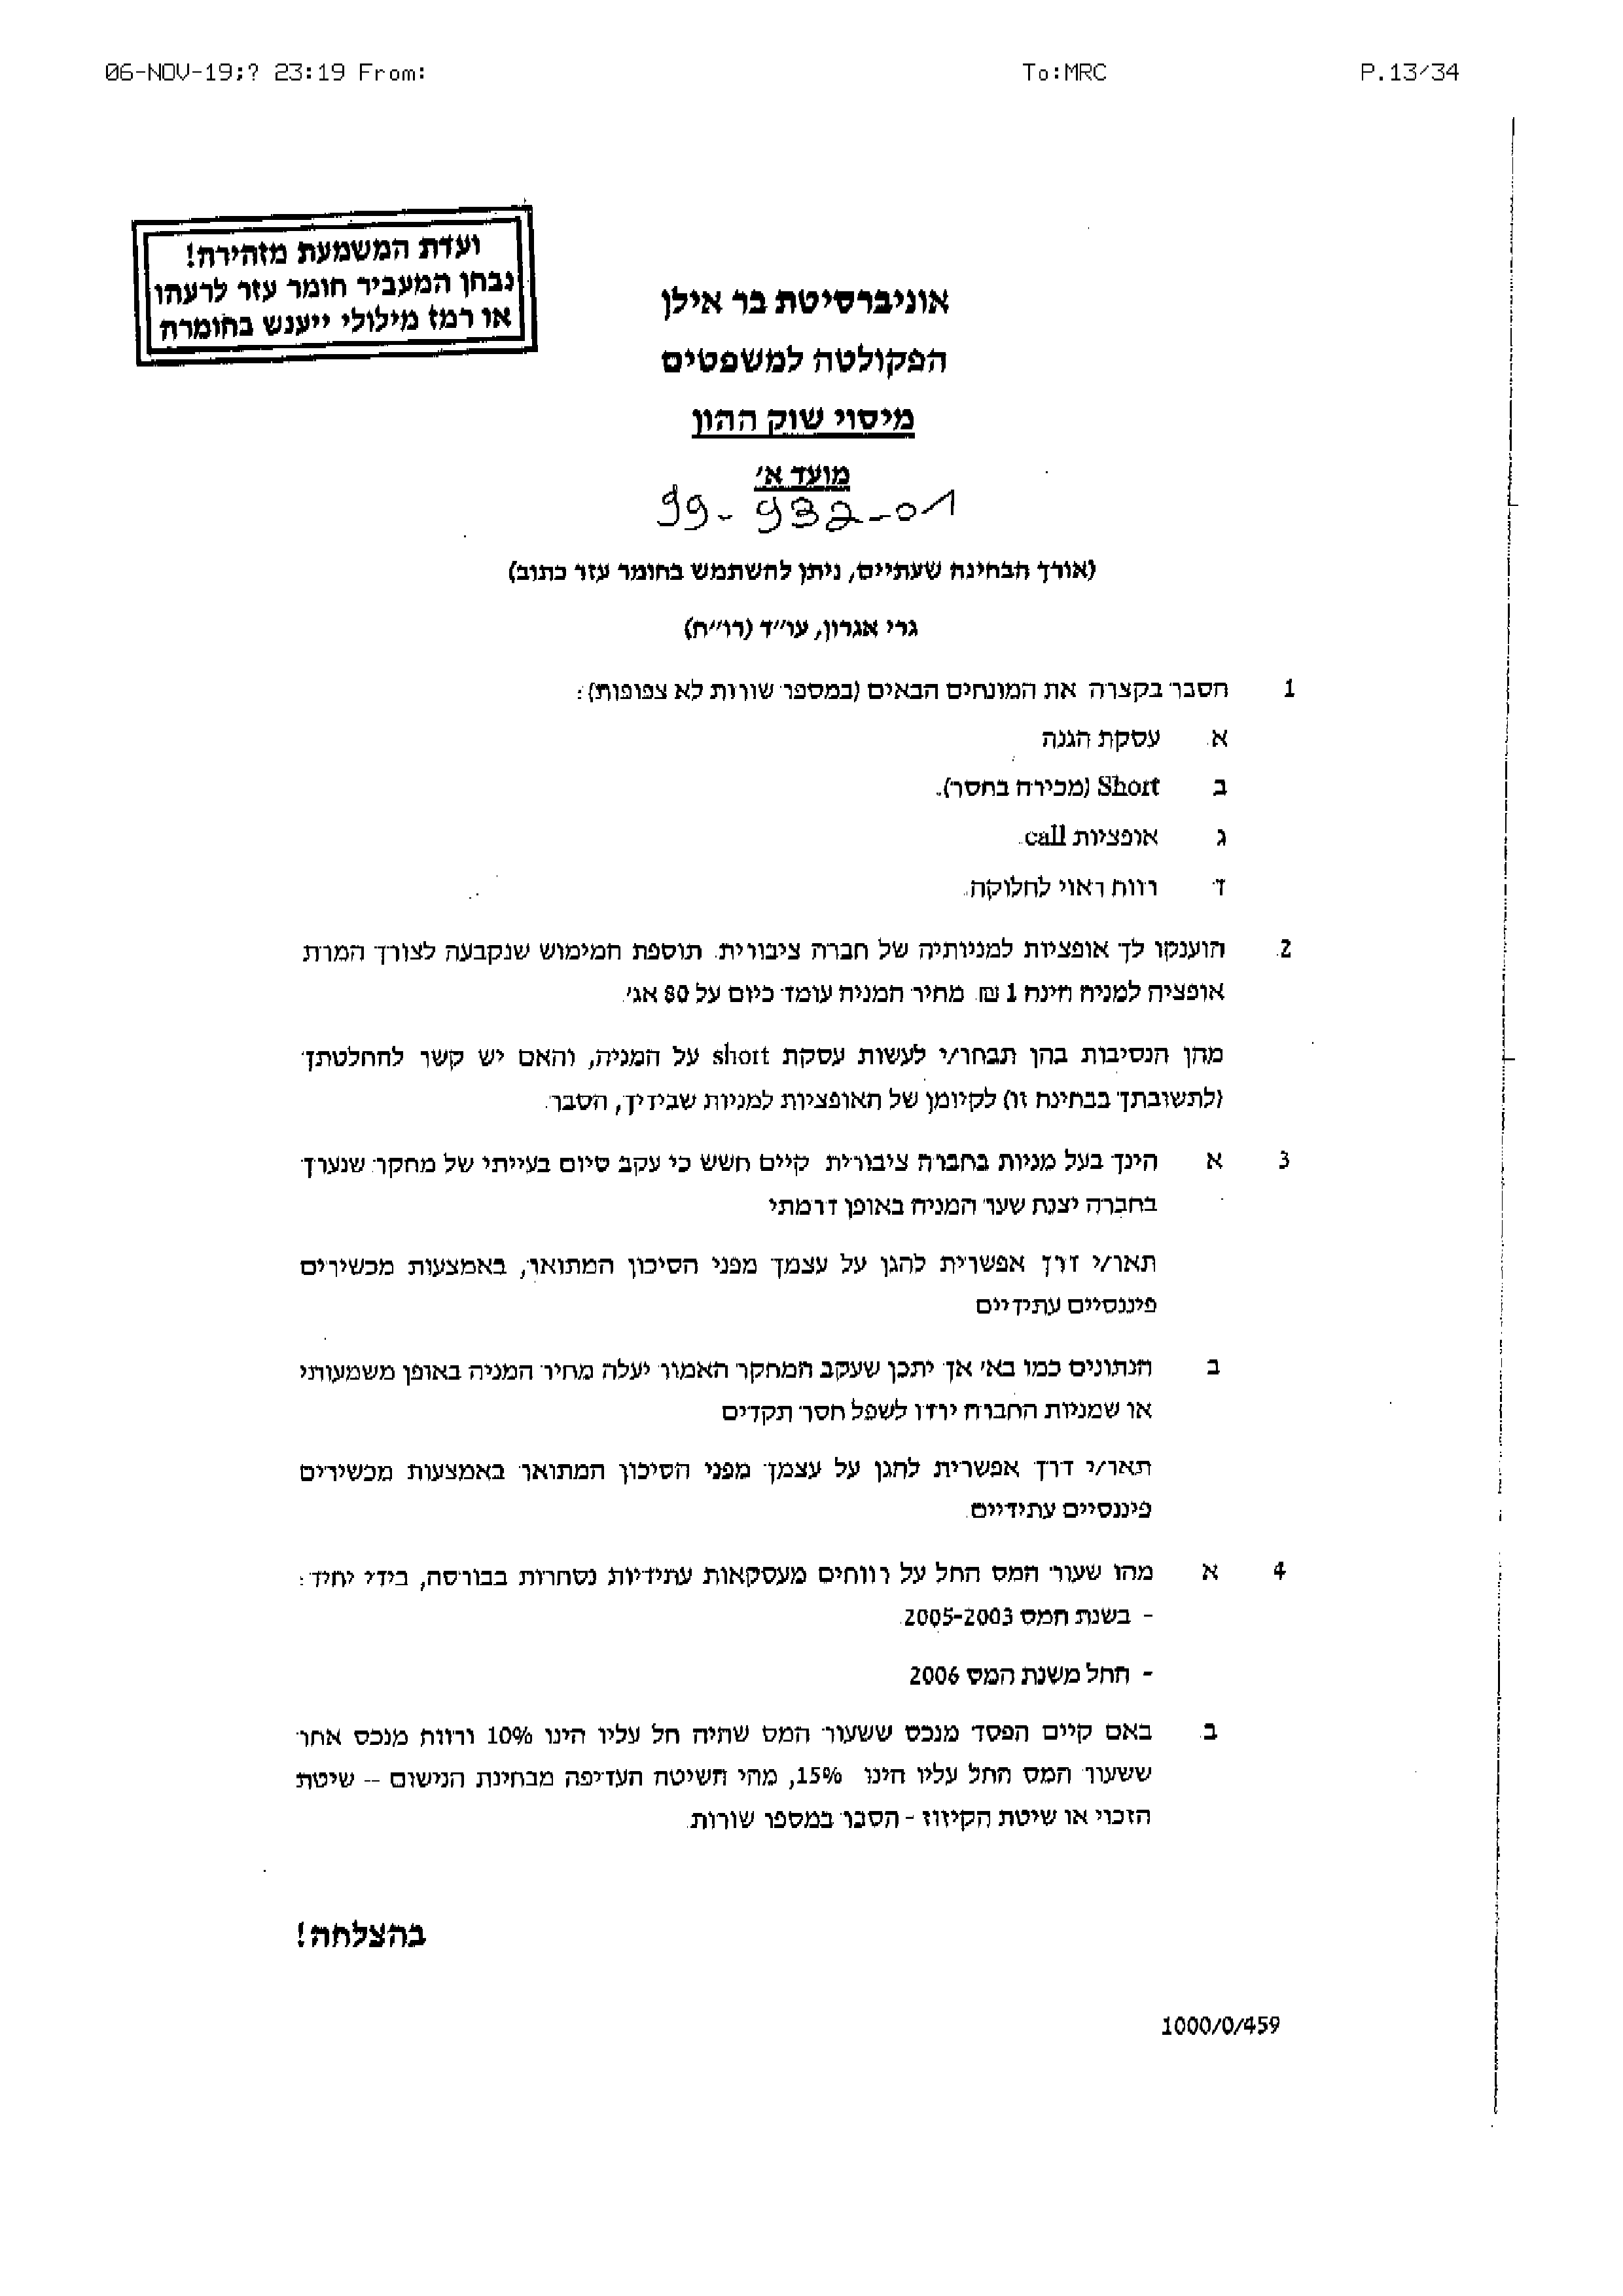 06-NOV-19;? 23:19 From: To:MRC P.13/34
ועדת המשמעת מזהירה!
נבחן המעביר חומר עזר לרעהו
או רמז מילולי ייענש בחומרה
אוניברסיטת בר אילן
הפקולטה למשפטים
מיסוי שוק ההון
מועד א'
99-932-01
(אורך הבחינה שעתיים, ניתן להשתמש בחומר עזר כתוב)
גרי אגרון, עו"ד (רו"ח)
1 הסבר בקצרה את המונחים הבאים (במספר שורות לא צפופות):
א עסקת הגנה
ב Short (מכירה בחסר).
ג אופציות call
ד רווח ראוי לחלוקה
2 הוענקו לך אופציות למניותיה של חברה ציבורית. תוספת המימוש שנקבעה לצורך המרת
אופציה למניה הינה 1 ₪. מחיר המניה עומד כיום על 80 אג'.
מהן הנסיבות בהן תבחר/י לעשות עסקת short על המניה, והאם יש קשר להחלטתך
(לתשובתך בבחינה זו) לקיומן של האופציות למניות שבידיך, הסבר.
3 א הינך בעל מניות בחברה ציבורית קיים חשש כי עקב סיום בעייתי של מחקר שנערך
בחברה יצנח שער המניה באופן דרמתי
תאר/י דרך אפשרית להגן על עצמך מפני הסיכון המתואר, באמצעות מכשירים
פיננסיים עתידיים
ב הנתונים כמו בא' אך יתכן שעקב המחקר האמור יעלה מחיר המניה באופן משמעותי
או שמניות החברה ירדו לשפל חסר תקדים
תאר/י דרך אפשרית להגן על עצמך מפני הסיכון המתואר באמצעות מכשירים
פיננסיים עתידיים.
4 א מהו שעור המס החל על רווחים מעסקאות עתידיות נסחרות בבורסה, בידי יחיד:
- בשנת המס 2005-2003
- החל משנת המס 2006
ב. באם קיים הפסד מנכס ששעור המס שהיה חל עליו הינו 10% ורווח מנכס אחר
ששעור המס החל עליו הינו 15%, מהי השיטה העדיפה מבחינת הנישום -- שיטת
הזכוי או שיטת הקיזוז - הסבר במספר שורות
בהצלחה!
1000/0/459